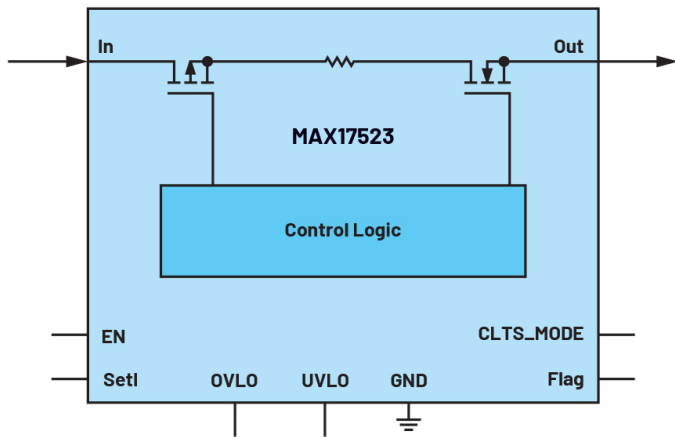 In
Out
MAX17523
Control Logic
EN
CLTS_MODE
SetI
OVLO
UVLO
GND
Flag